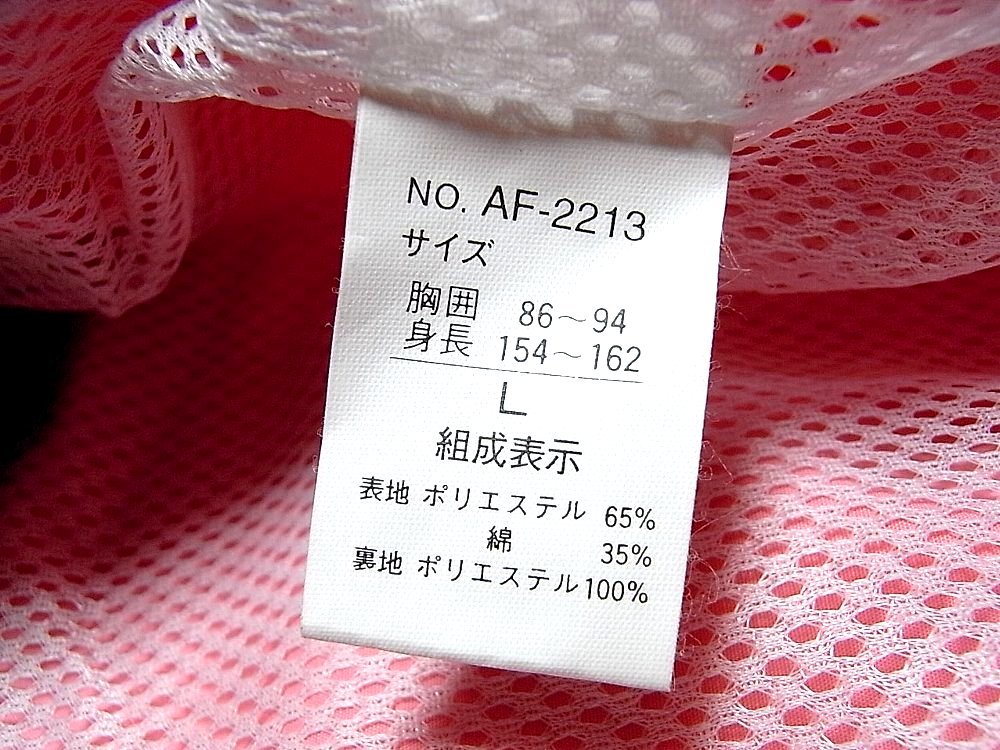 NO. AF-2213
サイズ
胸囲 86～94
身長 154～162
L
組成表示
表地 ポリエステル 65%
綿 35%
裏地 ポリエステル100%